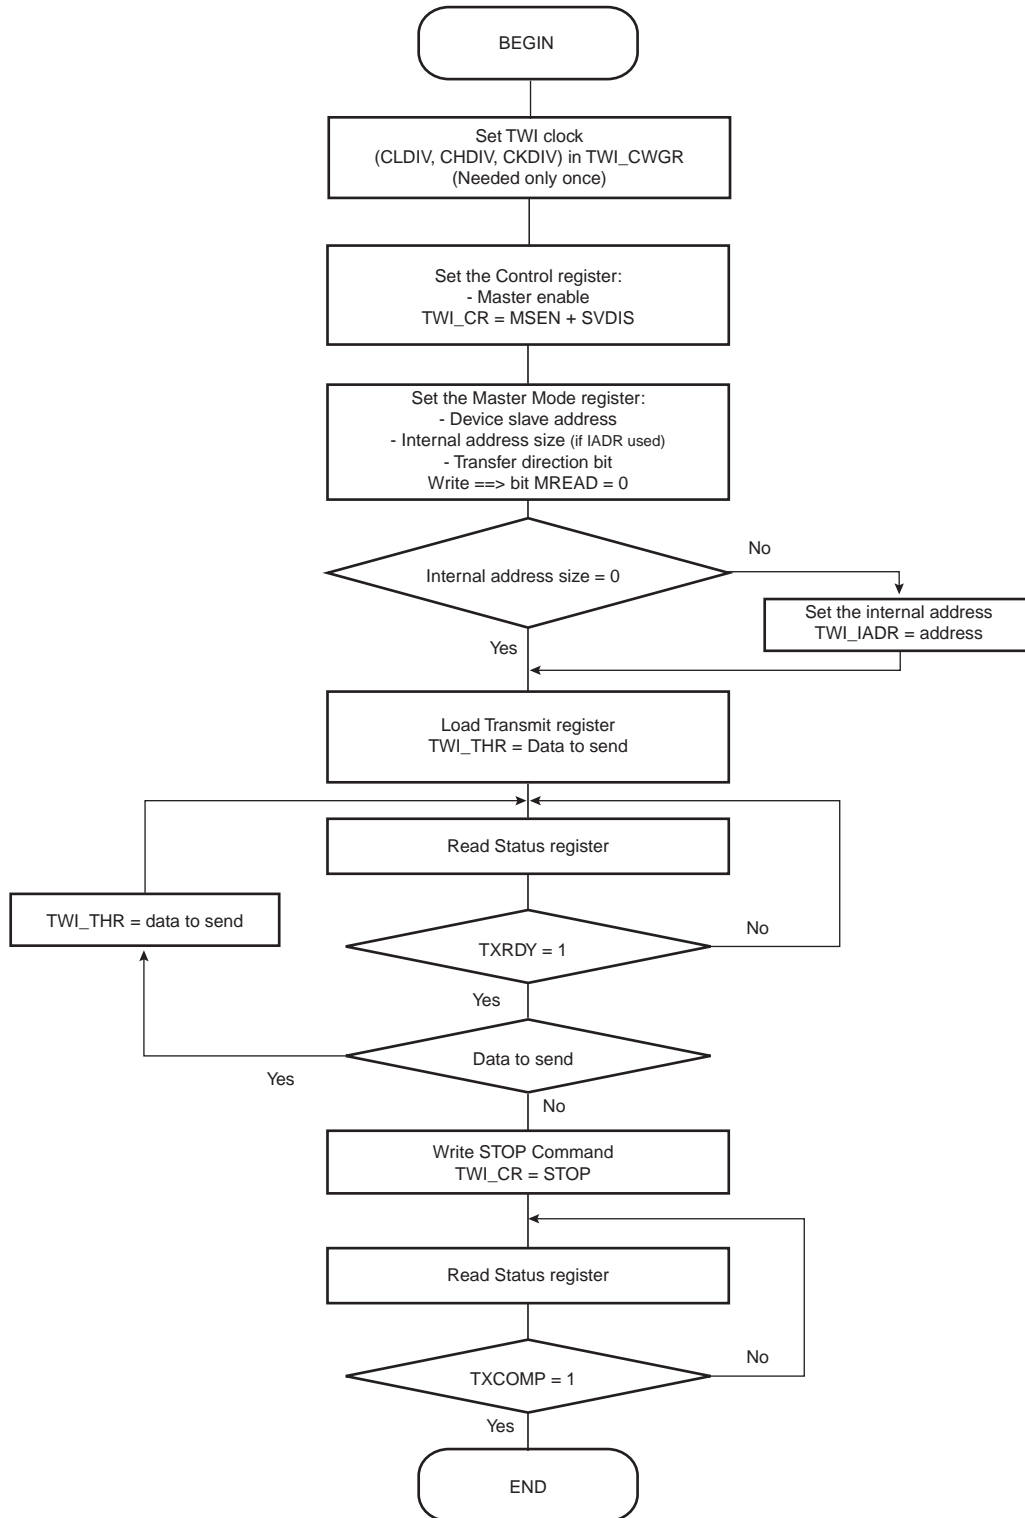 BEGIN
Set TWI clock
(CLDIV, CHDIV, CKDIV) in TWI_CWGR
(Needed only once)
Set the Control register:
- Master enable
TWI_CR = MSEN + SVDIS
Set the Master Mode register:
- Device slave address
- Internal address size (if IADR used)
- Transfer direction bit
Write ==> bit MREAD = 0
No
Internal address size = 0
Set the internal address
TWI_IADR = address
Yes
Load Transmit register
TWI_THR = Data to send
Read Status register
TWI_THR = data to send
No
TXRDY = 1
Yes
Data to send
Yes
No
Write STOP Command
TWI_CR = STOP
Read Status register
No
TXCOMP = 1
Yes
END